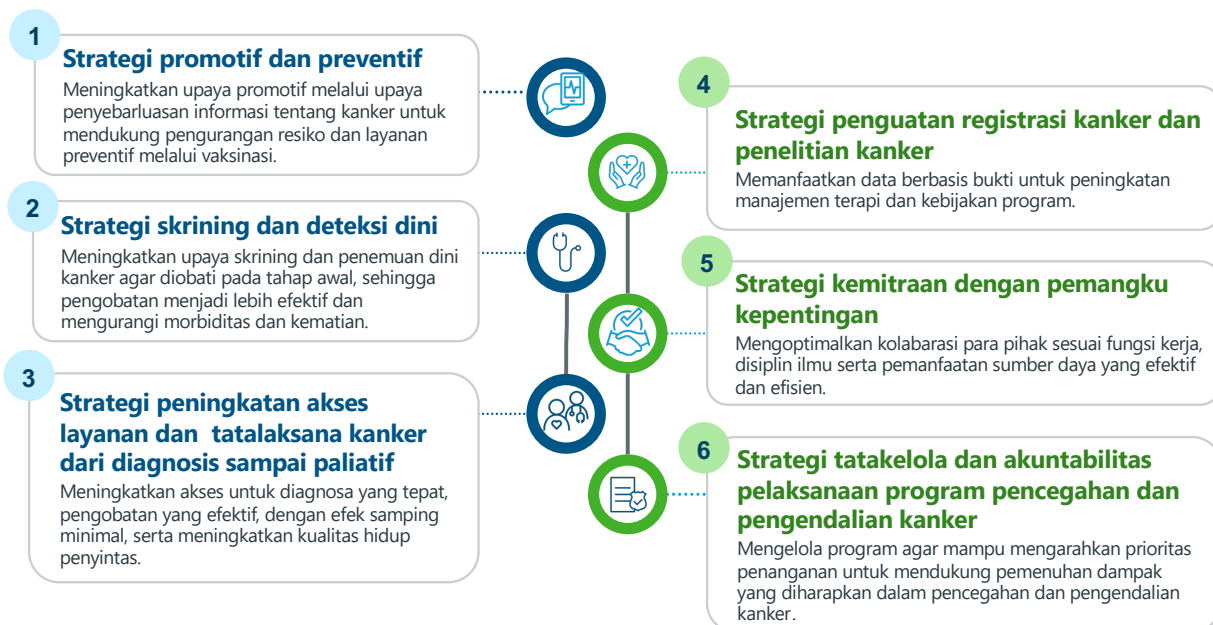 1
Strategi promotif dan preventif
Meningkatkan upaya promotif melalui upaya
penyebarluasan informasi tentang kanker untuk
mendukung pengurangan resiko dan layanan
preventif melalui vaksinasi.
2
Strategi skrining dan deteksi dini
Meningkatkan upaya skrining dan penemuan dini
kanker agar diobati pada tahap awal, sehingga
pengobatan menjadi lebih efektif dan
mengurangi morbiditas dan kematian.
3
Strategi peningkatan akses
layanan dan tatalaksana kanker
dari diagnosis sampai paliatif
Meningkatkan akses untuk diagnosa yang tepat,
pengobatan yang efektif, dengan efek samping
minimal, serta meningkatkan kualitas hidup
penyintas.
4
Strategi penguatan registrasi kanker dan
penelitian kanker
Memanfaatkan data berbasis bukti untuk peningkatan
manajemen terapi dan kebijakan program.
5
Strategi kemitraan dengan pemangku
kepentingan
Mengoptimalkan kolabarasi para pihak sesuai fungsi kerja,
disiplin ilmu serta pemanfaatan sumber daya yang efektif
dan efisien.
6
Strategi tatakelola dan akuntabilitas
pelaksanaan program pencegahan dan
pengendalian kanker
Mengelola program agar mampu mengarahkan prioritas
penanganan untuk mendukung pemenuhan dampak
yang diharapkan dalam pencegahan dan pengendalian
kanker.